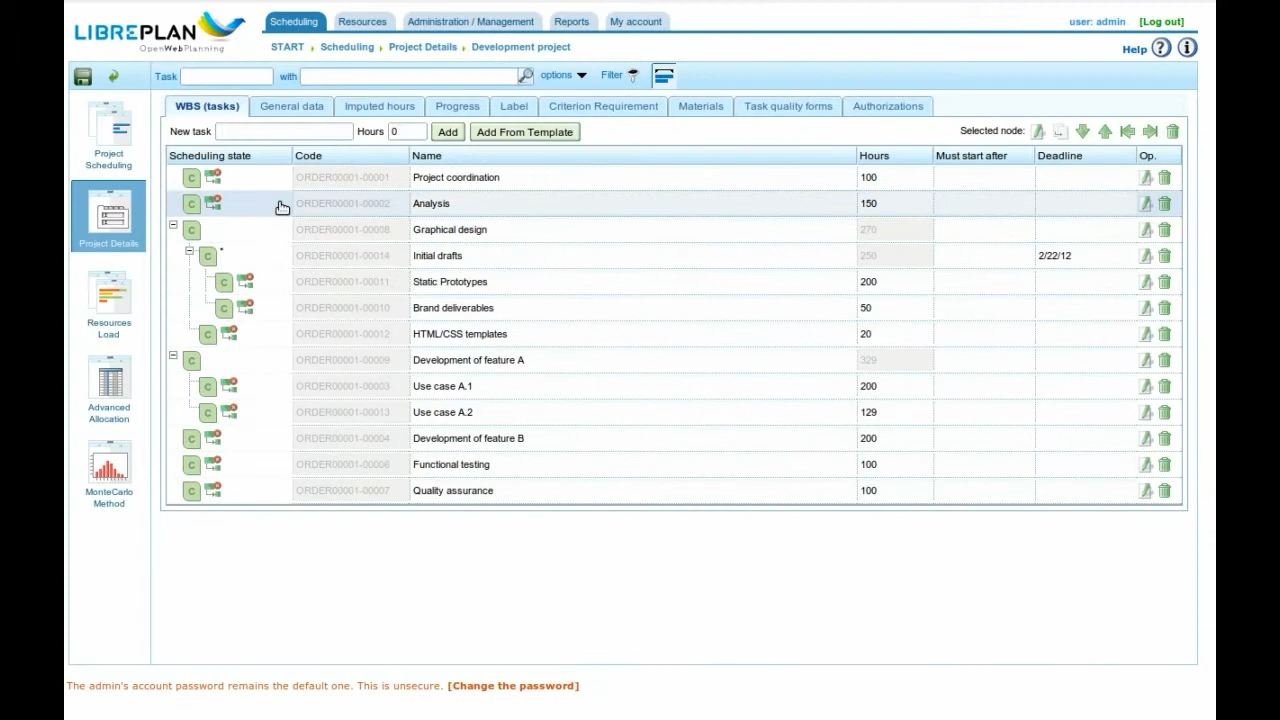 LIBREPLAN
OpenWebPlanning
Scheduling Resources Administration / Management Reports My account
user: admin [Log out]
START Scheduling Project Details Development project
Help ? i
Task with options Filter
WBS (tasks) General data Imputed hours Progress Label Criterion Requirement Materials Task quality forms Authorizations
New task Hours 0 Add Add From Template Selected node:
Scheduling state Code Name Hours Must start after Deadline Op.
C ORDER00001-00001 Project coordination 100
C ORDER00001-00002 Analysis 150
C ORDER00001-00008 Graphical design 270
C * ORDER00001-00014 Initial drafts 250 2/22/12
C ORDER00001-00011 Static Prototypes 200
C ORDER00001-00010 Brand deliverables 50
C ORDER00001-00012 HTML/CSS templates 20
C ORDER00001-00009 Development of feature A 329
C ORDER00001-00003 Use case A.1 200
C ORDER00001-00013 Use case A.2 129
C ORDER00001-00004 Development of feature B 200
C ORDER00001-00006 Functional testing 100
C ORDER00001-00007 Quality assurance 100
Project
Scheduling
Project Details
Resources
Load
Advanced
Allocation
MonteCarlo
Method
The admin's account password remains the default one. This is unsecure. [Change the password]